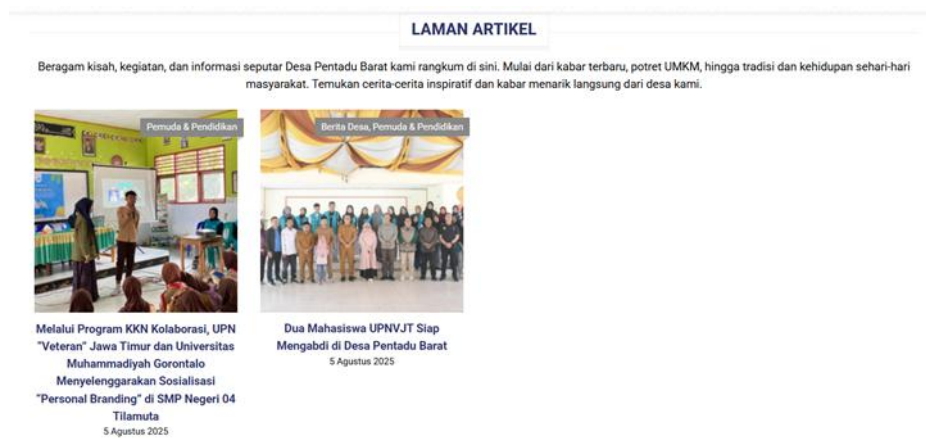 LAMAN ARTIKEL
Beragam kisah, kegiatan, dan informasi seputar Desa Pentadu Barat kami rangkum di sini. Mulai dari kabar terbaru, potret UMKM, hingga tradisi dan kehidupan sehari-hari
masyarakat. Temukan cerita-cerita inspiratif dan kabar menarik langsung dari desa kami.
Pemuda & Pendidikan
Melalui Program KKN Kolaborasi, UPN
"Veteran" Jawa Timur dan Universitas
Muhammadiyah Gorontalo
Menyelenggarakan Sosialisasi
"Personal Branding" di SMP Negeri 04
Tilamuta
5 Agustus 2025
Berita Desa, Pemuda & Pendidikan
Dua Mahasiswa UPNVJT Siap
Mengabdi di Desa Pentadu Barat
5 Agustus 2025